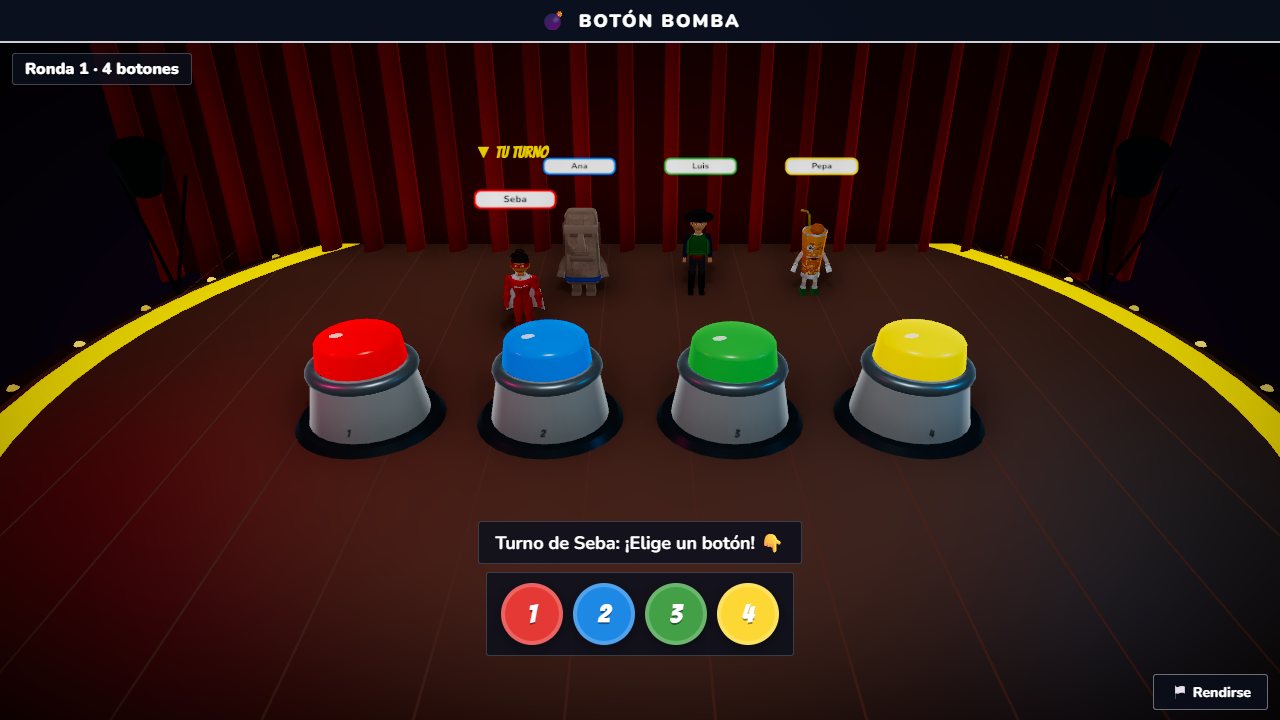 BOTÓN BOMBA
Ronda 1 · 4 botones
▼ TU TURNO
Ana
Luis
Pepa
Seba
1
2
3
4
Turno de Seba: ¡Elige un botón! 👇
1 2 3 4
Rendirse